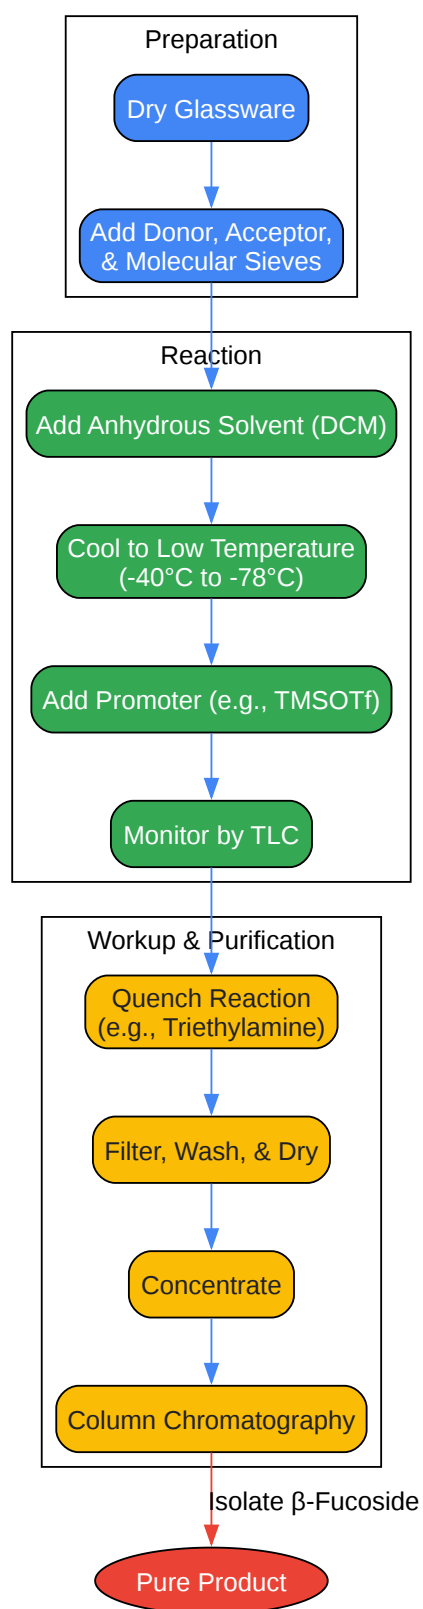 Preparation
Dry Glassware
Add Donor, Acceptor,
& Molecular Sieves
Reaction
Add Anhydrous Solvent (DCM)
Cool to Low Temperature
(-40°C to -78°C)
Add Promoter (e.g., TMSOTf)
Monitor by TLC
Workup & Purification
Quench Reaction
(e.g., Triethylamine)
Filter, Wash, & Dry
Concentrate
Column Chromatography
Isolate β-Fucoside
Pure Product